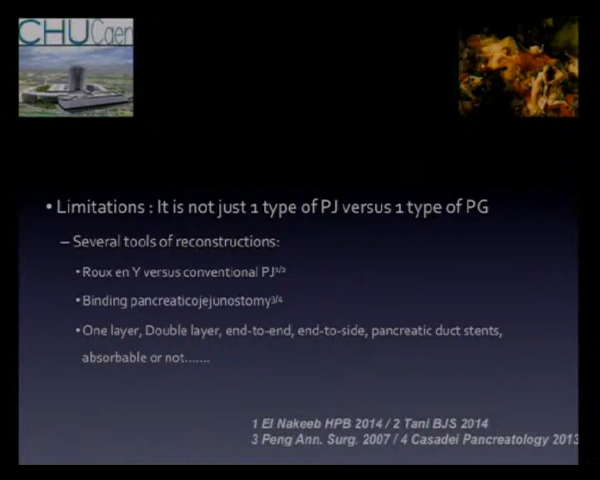 CHUCaen
• Limitations : It is not just 1 type of PJ versus 1 type of PG
– Several tools of reconstructions:
• Roux en Y versus conventional PJ1/2
• Binding pancreaticojejunostomy3/4
• One layer, Double layer, end-to-end, end-to-side, pancreatic duct stents,
absorbable or not.......
1 El Nakeeb HPB 2014 / 2 Tani BJS 2014
3 Peng Ann. Surg. 2007 / 4 Casadei Pancreatology 2013